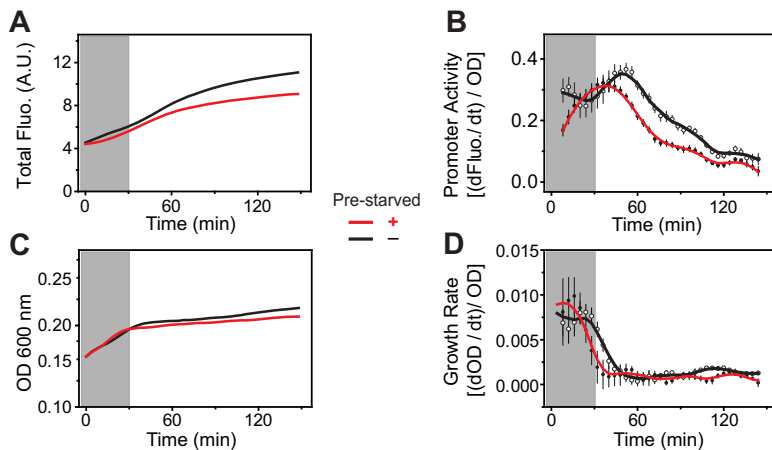 A
Total Fluo. (A.U.)
12
8
4
0
0
60
120
Time (min)
B
Promoter Activity
[(dFluo./ dt) / OD]
0.4
0.2
0.0
0
60
120
Time (min)
Pre-starved
+
–
C
OD 600 nm
0.20
0.15
0.10
0
60
120
Time (min)
D
Growth Rate
[(dOD / dt)/ OD]
0.015
0.010
0.005
0.000
0
60
120
Time (min)